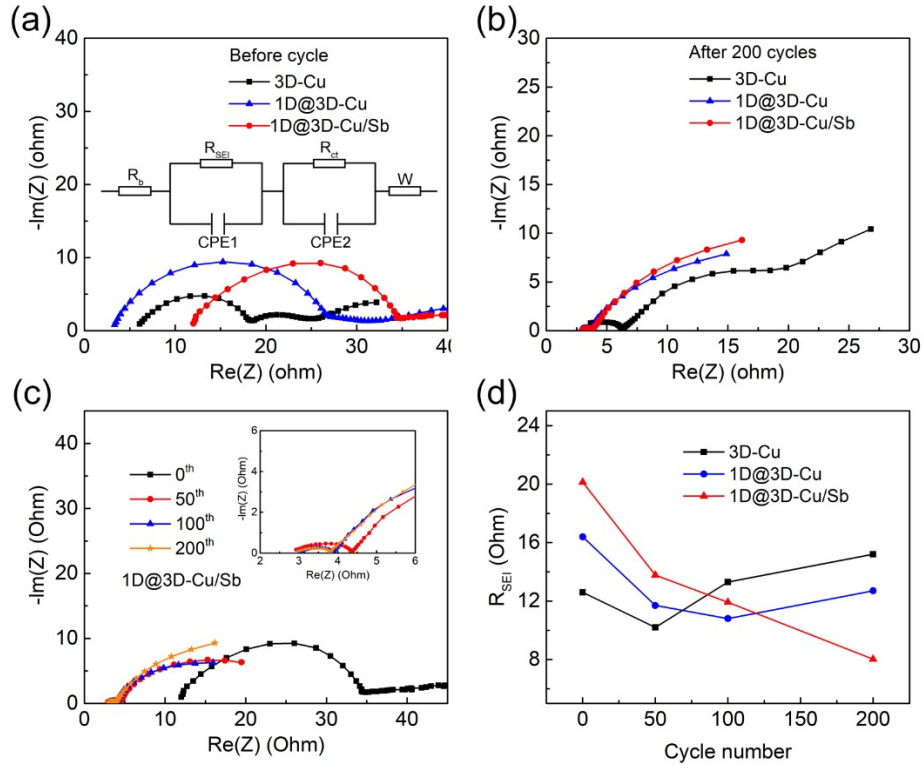 (a)
40
30
20
10
0
-Im(Z) (ohm)
Before cycle
3D-Cu
1D@3D-Cu
1D@3D-Cu/Sb
R_b
R_SEI
CPE1
R_ct
CPE2
W
0 10 20 30 40
Re(Z) (ohm)
(b)
30
25
20
15
10
5
0
-Im(Z) (ohm)
After 200 cycles
3D-Cu
1D@3D-Cu
1D@3D-Cu/Sb
0 5 10 15 20 25 30
Re(Z) (ohm)
(c)
40
30
20
10
0
-Im(Z) (Ohm)
0th
50th
100th
200th
1D@3D-Cu/Sb
6
4
2
0
-Im(Z) (Ohm)
2 3 4 5 6
Re(Z) (Ohm)
0 10 20 30 40
Re(Z) (Ohm)
(d)
24
20
16
12
8
R_SEI (Ohm)
3D-Cu
1D@3D-Cu
1D@3D-Cu/Sb
0 50 100 150 200
Cycle number